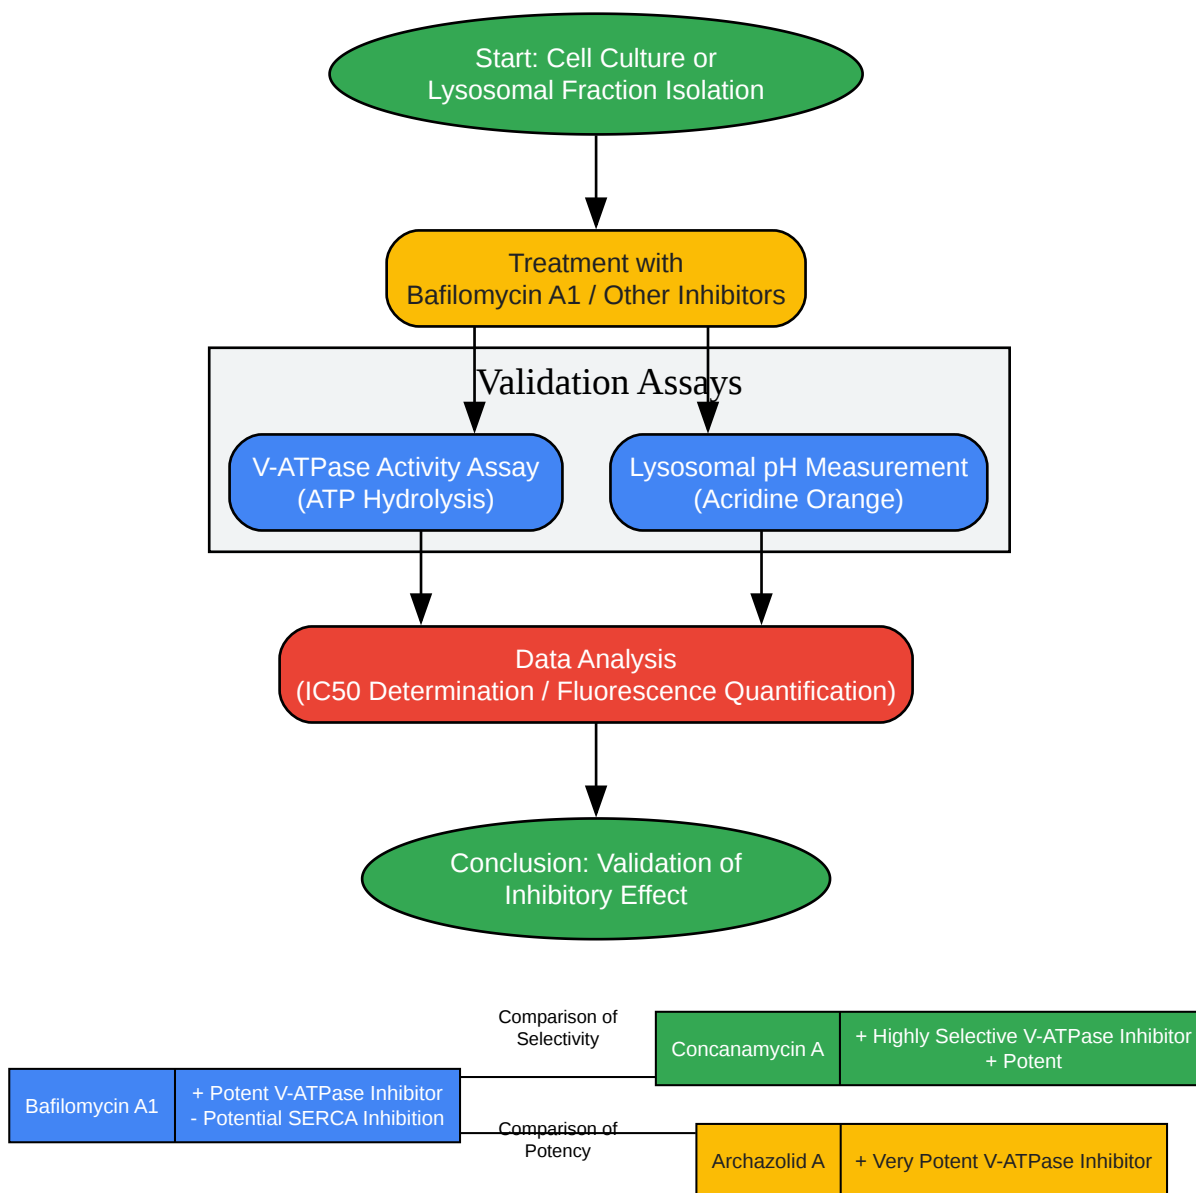 Start: Cell Culture or
Lysosomal Fraction Isolation
Treatment with
Bafilomycin A1 / Other Inhibitors
Validation Assays
V-ATPase Activity Assay
(ATP Hydrolysis)
Lysosomal pH Measurement
(Acridine Orange)
Data Analysis
(IC50 Determination / Fluorescence Quantification)
Conclusion: Validation of
Inhibitory Effect
Comparison of
Selectivity
Concanamycin A
+ Highly Selective V-ATPase Inhibitor
+ Potent
Bafilomycin A1
+ Potent V-ATPase Inhibitor
- Potential SERCA Inhibition
Comparison of
Potency
Archazolid A
+ Very Potent V-ATPase Inhibitor